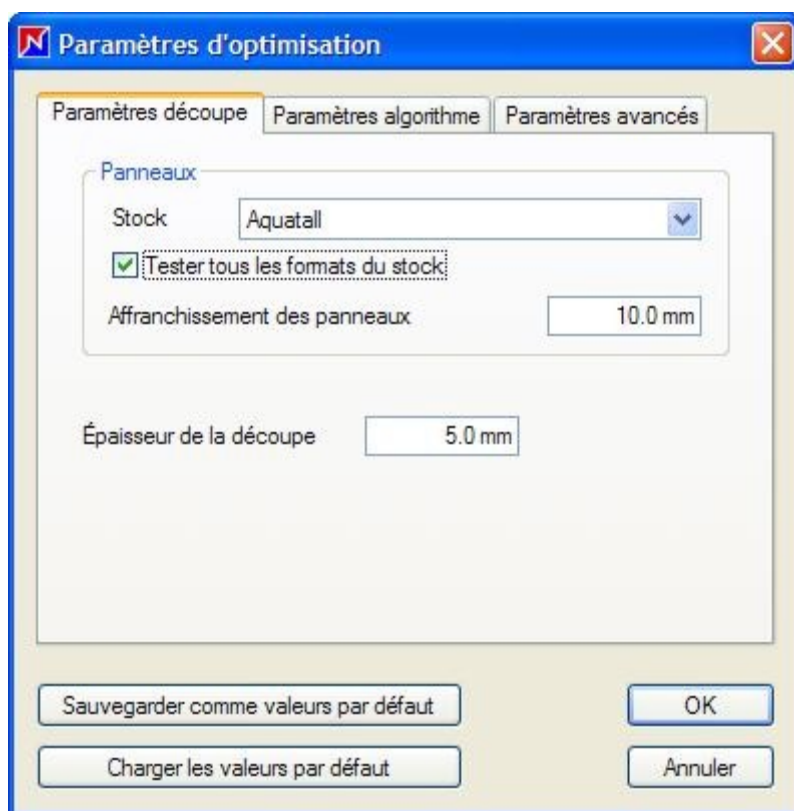 Paramètres d'optimisation
Paramètres découpe Paramètres algorithme Paramètres avancés
Panneaux
Stock Aquatall
Tester tous les formats du stock
Affranchissement des panneaux 10.0 mm
Épaisseur de la découpe 5.0 mm
Sauvegarder comme valeurs par défaut OK
Charger les valeurs par défaut Annuler